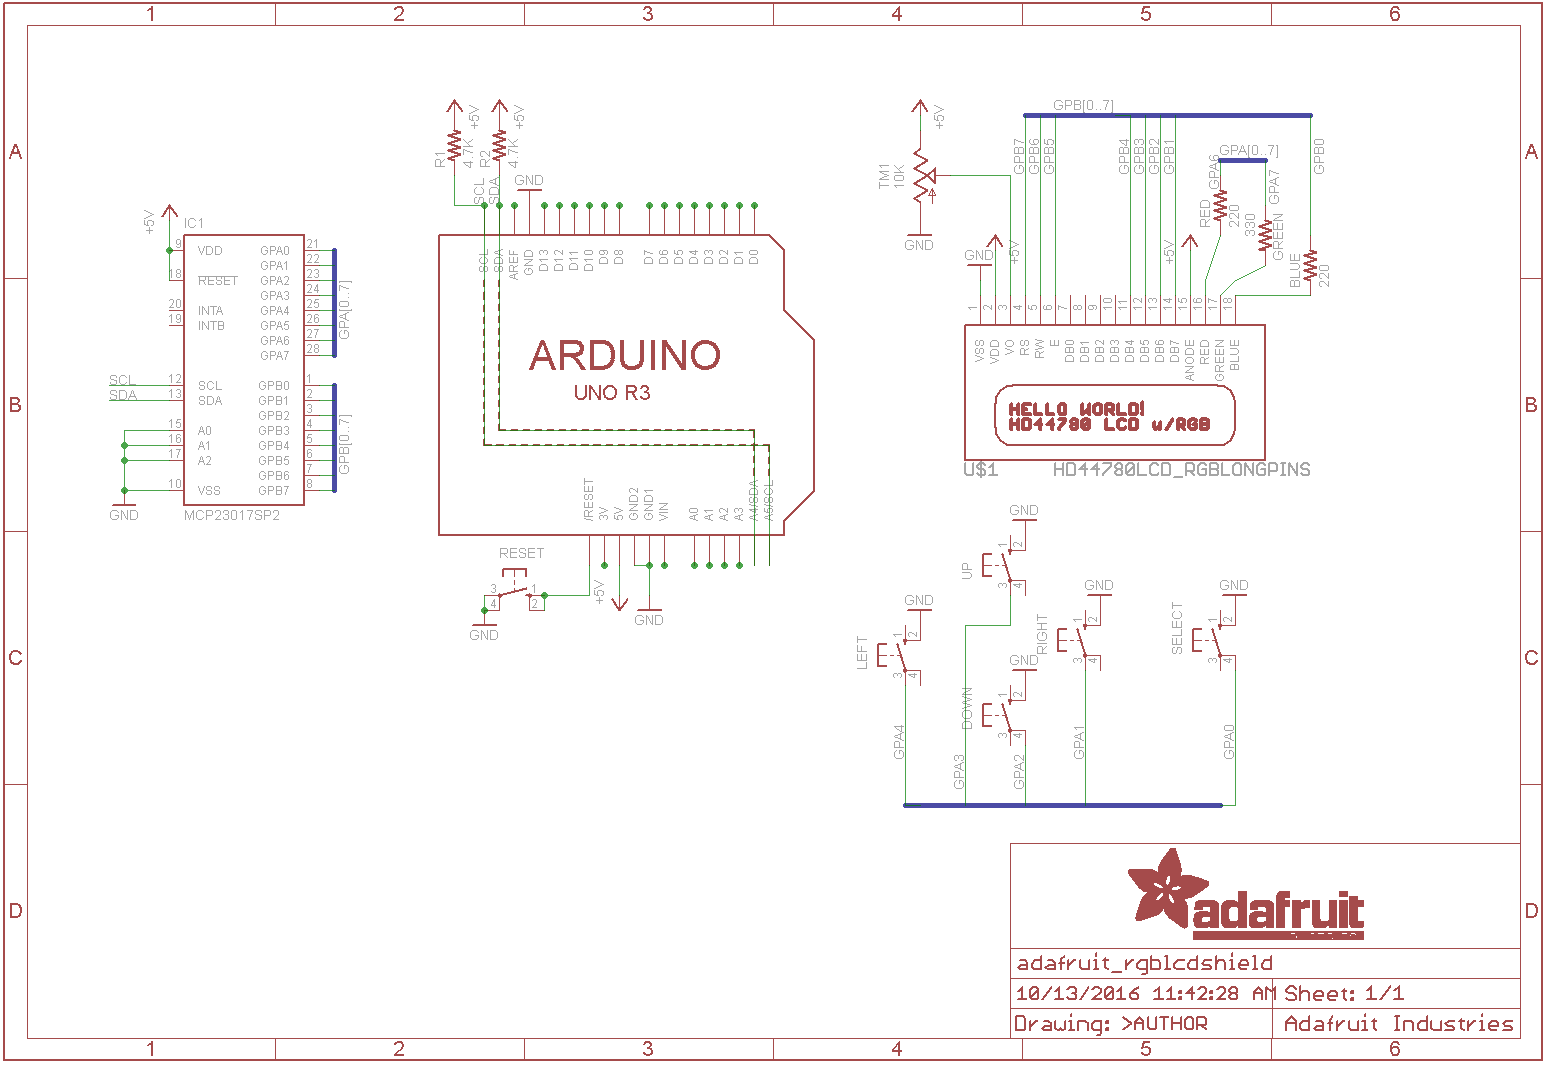 1 2 3 4 5 6
A
B
C
D
+5V
IC1
9 VDD
18 RESET
20 INTA
19 INTB
SCL 12 SCL
SDA 13 SDA
15 A0
16 A1
17 A2
10 VSS
GND
GPA0 21
GPA1 22
GPA2 23
GPA3 24
GPA4 25
GPA5 26
GPA6 27
GPA7 28
GPA[0..7]
GPB0 1
GPB1 2
GPB2 3
GPB3 4
GPB4 5
GPB5 6
GPB6 7
GPB7 8
GPB[0..7]
MCP23017SP2
+5V +5V
R1 4.7K R2 4.7K
SCL SDA GND
SCL SDA AREF GND D13 D12 D11 D10 D9 D8 D7 D6 D5 D4 D3 D2 D1 D0
ARDUINO
UNO R3
/RESET 3V 5V GND2 GND1 VIN A0 A1 A2 A3 A4/SDA A5/SCL
RESET
3 1
4 2
GND
+5V
GND
+5V
TM1 10K
GND
GPB[0..7]
GPB7 GPB6 GPB5 GPB4 GPB3 GPB2 GPB1 GPB0
GPA[0..7]
GPA6 GPA7
RED 220
330 GREEN
BLUE 220
GND +5V +5V
1 2 3 4 5 6 7 8 9 10 11 12 13 14 15 16 17 18
VSS VDD VO RS RW E DB0 DB1 DB2 DB3 DB4 DB5 DB6 DB7 ANODE RED GREEN BLUE
HELLO WORLD!
HD44780 LCD w/RGB
U$1 HD44780LCD_RGBLONGPINS
GND
UP 1 2 3 4
GND
LEFT 1 2 3 4
GND
DOWN 1 2 3 4
GND
RIGHT 1 2 3 4
GND
SELECT 1 2 3 4
GPA4 GPA3 GPA2 GPA1 GPA0
adafruit
adafruit_rgblcdshield
10/13/2016 11:42:28 AM Sheet: 1/1
Drawing: >AUTHOR Adafruit Industries
A
B
C
D
1 2 3 4 5 6